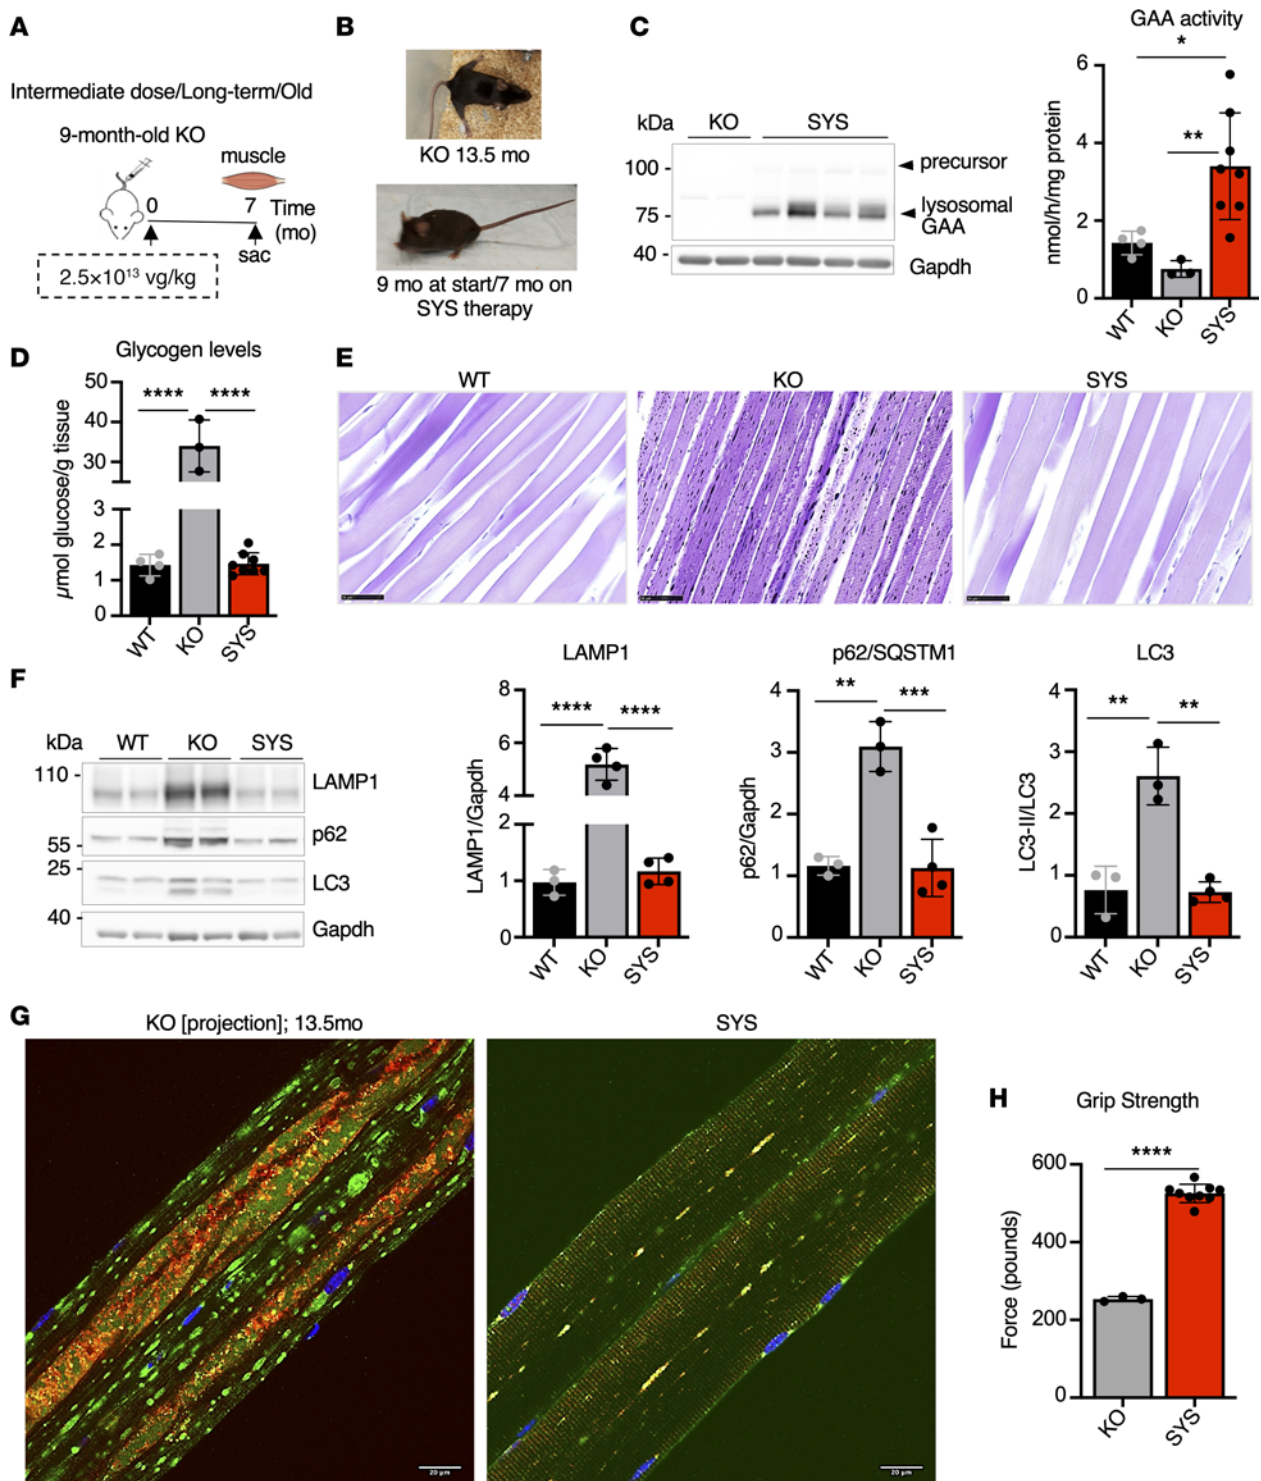 A
Intermediate dose/Long-term/Old
9-month-old KO
muscle
0
7
Time
(mo)
sac
2.5×10¹³ vg/kg
B
KO 13.5 mo
9 mo at start/7 mo on
SYS therapy
C
kDa
KO
SYS
100
precursor
75
lysosomal
GAA
40
Gapdh
GAA activity
*
**
nmol/h/mg protein
6
4
2
0
WT
KO
SYS
D
Glycogen levels
****
****
µmol glucose/g tissue
50
40
30
3
2
1
0
WT
KO
SYS
E
WT
KO
SYS
F
kDa
WT
KO
SYS
110
LAMP1
55
p62
25
LC3
40
Gapdh
LAMP1
****
****
LAMP1/Gapdh
8
6
4
2
1
0
WT
KO
SYS
p62/SQSTM1
**
***
p62/Gapdh
4
3
2
1
0
WT
KO
SYS
LC3
**
**
LC3-II/LC3
4
3
2
1
0
WT
KO
SYS
G
KO [projection]; 13.5mo
20 µm
SYS
20 µm
H
Grip Strength
****
Force (pounds)
600
400
200
0
KO
SYS